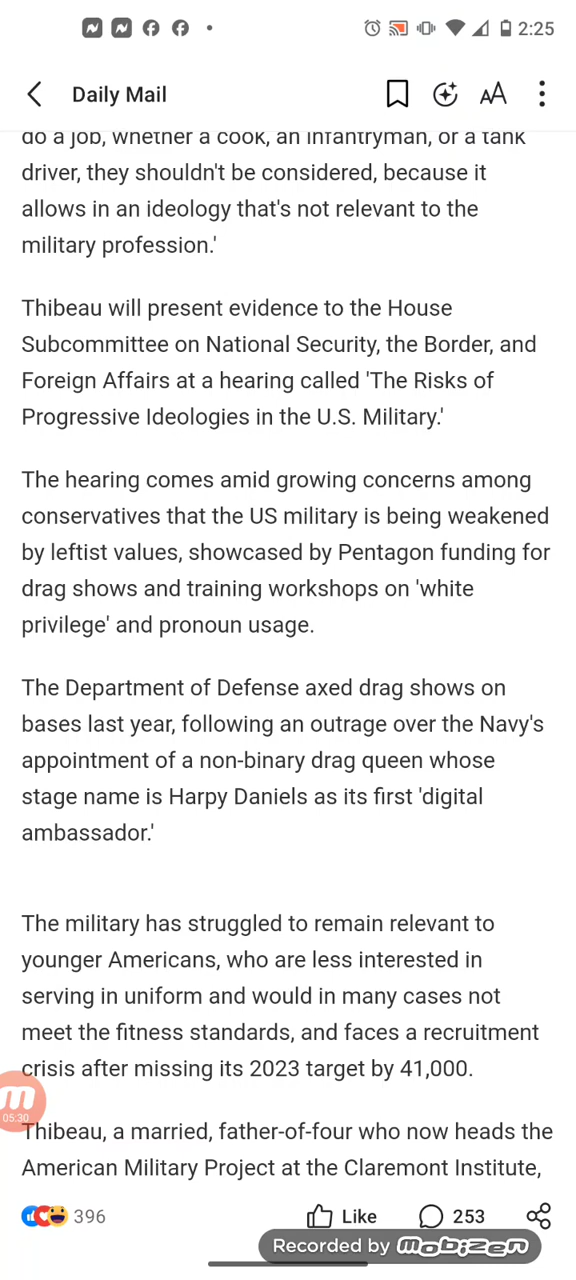 2:25
Daily Mail
AA
do a job, whether a cook, an infantryman, or a tank
driver, they shouldn't be considered, because it
allows in an ideology that's not relevant to the
military profession.'
Thibeau will present evidence to the House
Subcommittee on National Security, the Border, and
Foreign Affairs at a hearing called 'The Risks of
Progressive Ideologies in the U.S. Military.'
The hearing comes amid growing concerns among
conservatives that the US military is being weakened
by leftist values, showcased by Pentagon funding for
drag shows and training workshops on 'white
privilege' and pronoun usage.
The Department of Defense axed drag shows on
bases last year, following an outrage over the Navy's
appointment of a non-binary drag queen whose
stage name is Harpy Daniels as its first 'digital
ambassador.'
The military has struggled to remain relevant to
younger Americans, who are less interested in
serving in uniform and would in many cases not
meet the fitness standards, and faces a recruitment
crisis after missing its 2023 target by 41,000.
05:30
Thibeau, a married, father-of-four who now heads the
American Military Project at the Claremont Institute,
396 Like 253
Recorded by mobizen